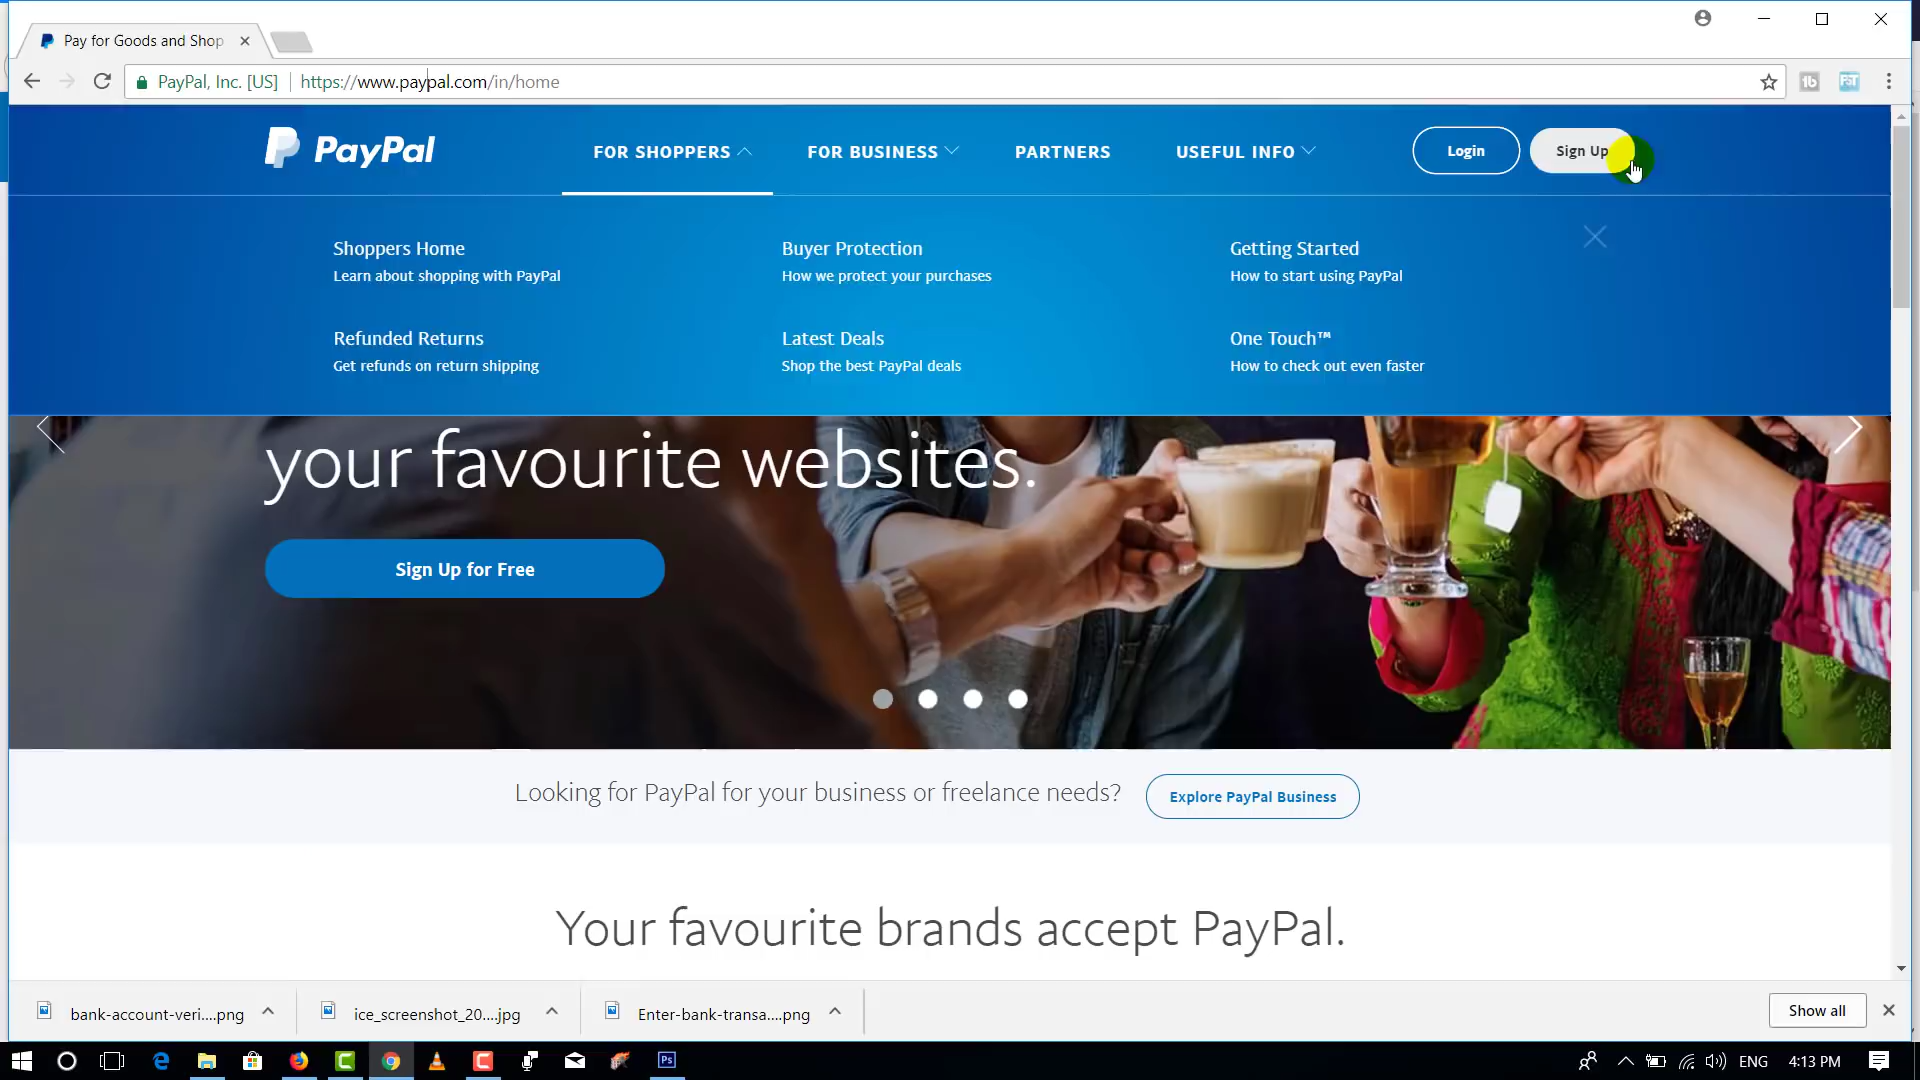 Pay for Goods and Shop
PayPal, Inc. [US]
https://www.paypal.com/in/home
PayPal
FOR SHOPPERS
FOR BUSINESS
PARTNERS
USEFUL INFO
Login
Sign Up
Shoppers Home
Learn about shopping with PayPal
Buyer Protection
How we protect your purchases
Getting Started
How to start using PayPal
Refunded Returns
Get refunds on return shipping
Latest Deals
Shop the best PayPal deals
One Touch™
How to check out even faster
your favourite websites.
Sign Up for Free
Looking for PayPal for your business or freelance needs?
Explore PayPal Business
Your favourite brands accept PayPal.
bank-account-veri....png
ice_screenshot_20....jpg
Enter-bank-transa....png
Show all
Ps
ENG
4:13 PM